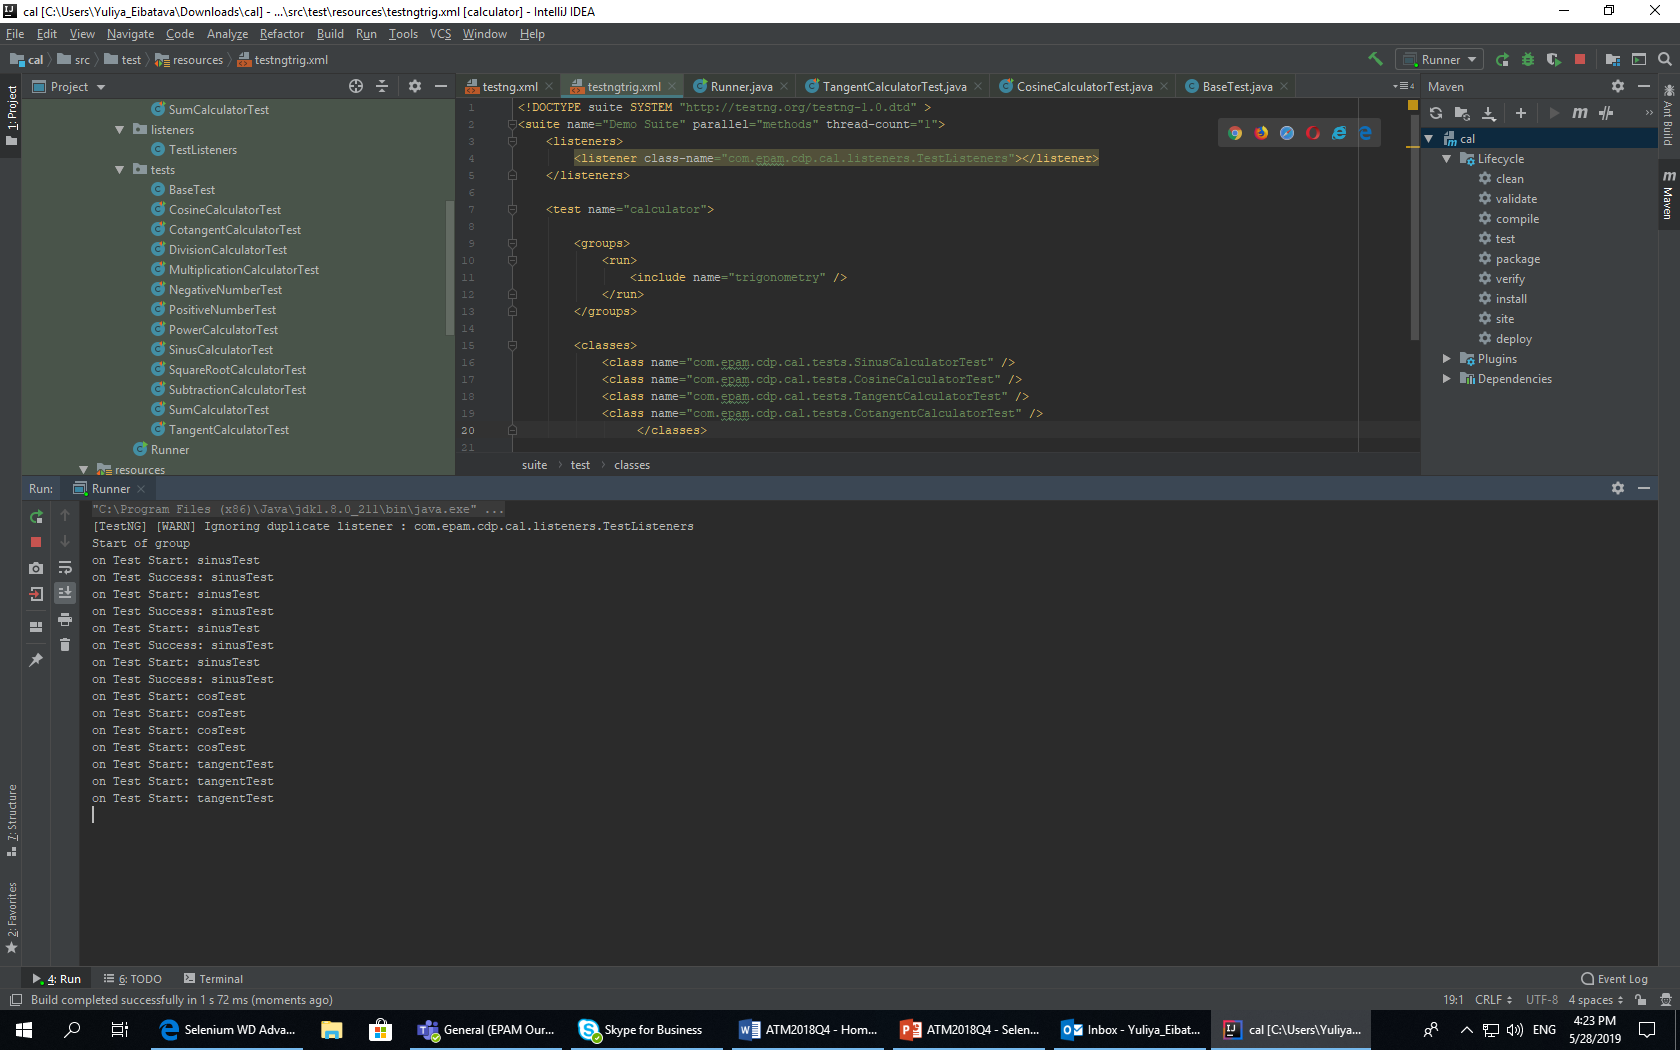 cal [C:\Users\Yuliya_Eibatava\Downloads\cal] - ...\src\test\resources\testngtrig.xml [calculator] - IntelliJ IDEA
File Edit View Navigate Code Analyze Refactor Build Run Tools VCS Window Help
cal src test resources testngtrig.xml Runner
1: Project
Project
SumCalculatorTest
listeners
TestListeners
tests
BaseTest
CosineCalculatorTest
CotangentCalculatorTest
DivisionCalculatorTest
MultiplicationCalculatorTest
NegativeNumberTest
PositiveNumberTest
PowerCalculatorTest
SinusCalculatorTest
SquareRootCalculatorTest
SubtractionCalculatorTest
SumCalculatorTest
TangentCalculatorTest
Runner
resources
testng.xml testngtrig.xml Runner.java TangentCalculatorTest.java CosineCalculatorTest.java BaseTest.java
1 <!DOCTYPE suite SYSTEM "http://testng.org/testng-1.0.dtd" >
2 <suite name="Demo Suite" parallel="methods" thread-count="1">
3 <listeners>
4 <listener class-name="com.epam.cdp.cal.listeners.TestListeners"></listener>
5 </listeners>
6
7 <test name="calculator">
8
9 <groups>
10 <run>
11 <include name="trigonometry" />
12 </run>
13 </groups>
14
15 <classes>
16 <class name="com.epam.cdp.cal.tests.SinusCalculatorTest" />
17 <class name="com.epam.cdp.cal.tests.CosineCalculatorTest" />
18 <class name="com.epam.cdp.cal.tests.TangentCalculatorTest" />
19 <class name="com.epam.cdp.cal.tests.CotangentCalculatorTest" />
20 </classes>
21
suite test classes
Maven
cal
Lifecycle
clean
validate
compile
test
package
verify
install
site
deploy
Plugins
Dependencies
Ant Build
Maven
Run: Runner
"C:\Program Files (x86)\Java\jdk1.8.0_211\bin\java.exe" ...
[TestNG] [WARN] Ignoring duplicate listener : com.epam.cdp.cal.listeners.TestListeners
Start of group
on Test Start: sinusTest
on Test Success: sinusTest
on Test Start: sinusTest
on Test Success: sinusTest
on Test Start: sinusTest
on Test Success: sinusTest
on Test Start: sinusTest
on Test Success: sinusTest
on Test Start: cosTest
on Test Start: cosTest
on Test Start: cosTest
on Test Start: cosTest
on Test Start: tangentTest
on Test Start: tangentTest
on Test Start: tangentTest
7: Structure
2: Favorites
4: Run 6: TODO Terminal Event Log
Build completed successfully in 1 s 72 ms (moments ago) 19:1 CRLF UTF-8 4 spaces
Selenium WD Adva... General (EPAM Our... Skype for Business ATM2018Q4 - Hom... ATM2018Q4 - Selen... Inbox - Yuliya_Eibat... cal [C:\Users\Yuliya... ENG
4:23 PM
5/28/2019